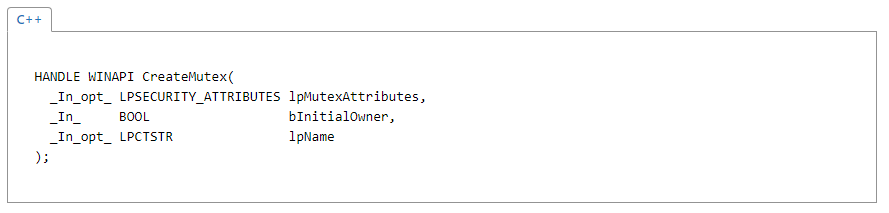 C++
HANDLE WINAPI CreateMutex(
  _In_opt_ LPSECURITY_ATTRIBUTES lpMutexAttributes,
  _In_     BOOL                  bInitialOwner,
  _In_opt_ LPCTSTR               lpName
);